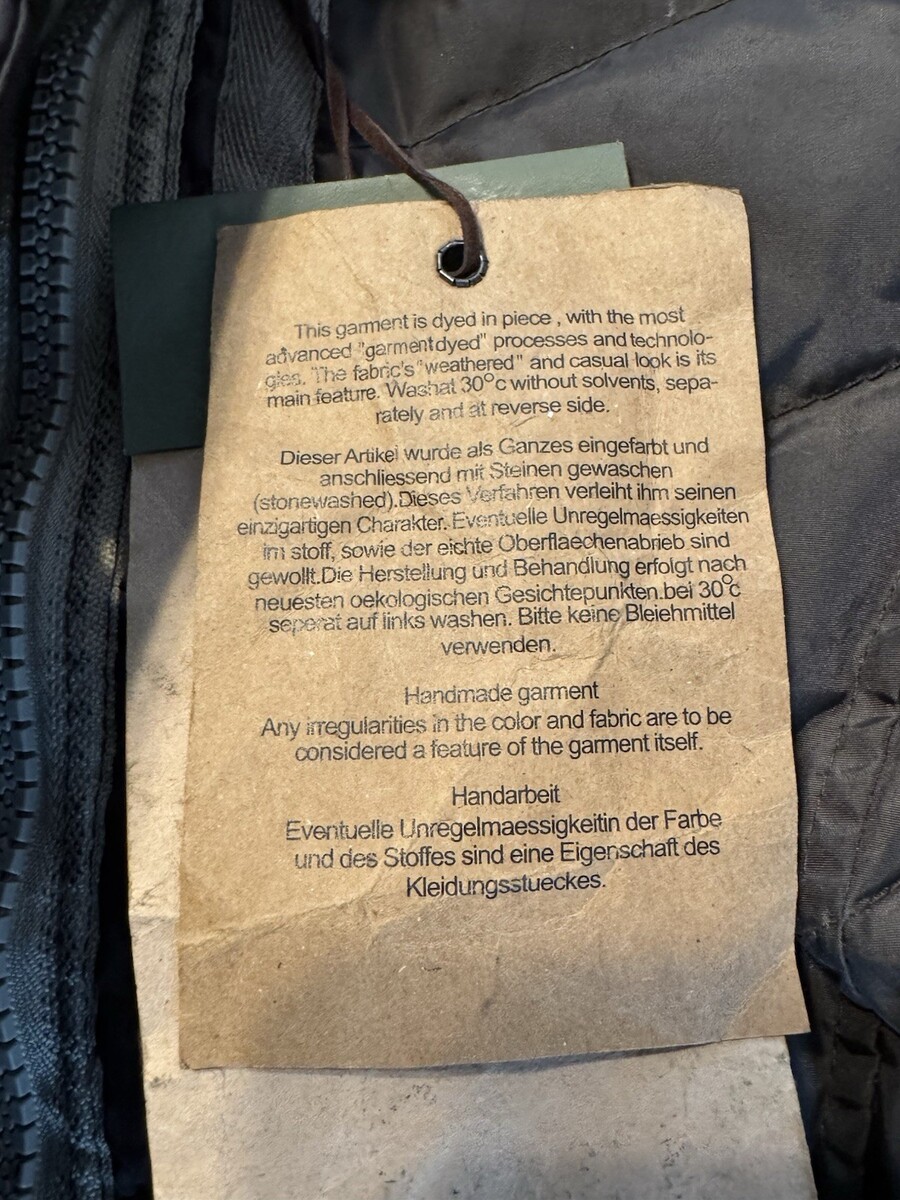 This garment is dyed in piece , with the most
advanced "garmentdyed" processes and technolo-
gies. The fabric's "weathered" and casual look is its
main feature. Washat 30°c without solvents, sepa-
rately and at reverse side.
Dieser Artikel wurde als Ganzes eingefarbt und
anschliessend mit Steinen gewaschen
(stonewashed).Dieses Verfahren verleiht ihm seinen
einzigartigen Charakter. Eventuelle Unregelmaessigkeiten
im stoff, sowie der eichte Oberflaechenabrieb sind
gewollt.Die Herstellung und Behandlung erfolgt nach
neuesten oekologischen Gesichtepunkten.bei 30°c
seperat auf links washen. Bitte keine Bleiehmittel
verwenden.
Handmade garment
Any irregularities in the color and fabric are to be
considered a feature of the garment itself.
Handarbeit
Eventuelle Unregelmaessigkeitin der Farbe
und des Stoffes sind eine Eigenschaft des
Kleidungsstueckes.